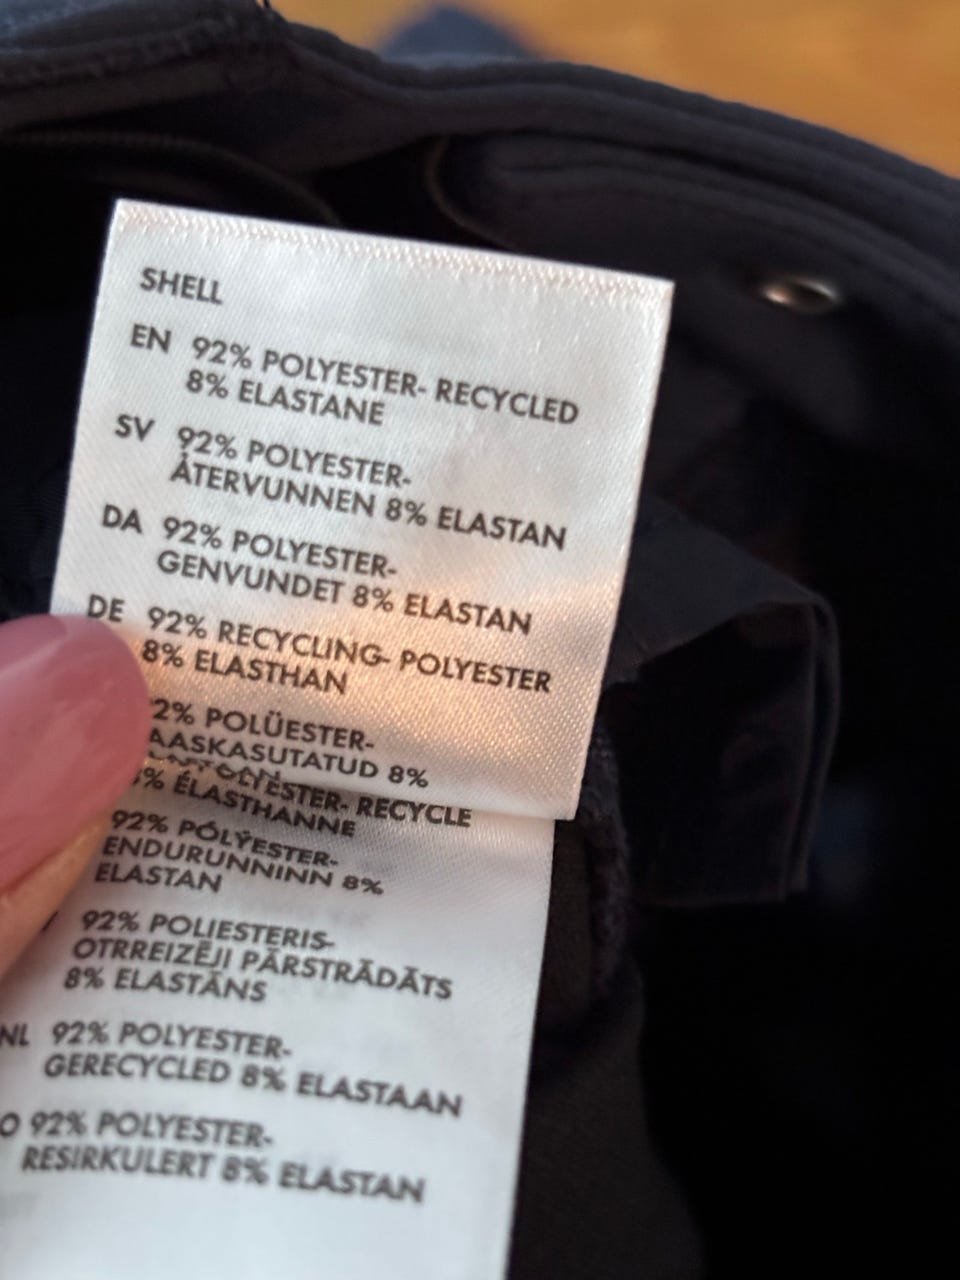 SHELL
EN 92% POLYESTER- RECYCLED
8% ELASTANE
SV 92% POLYESTER-
ÅTERVUNNEN 8% ELASTAN
DA 92% POLYESTER-
GENVUNDET 8% ELASTAN
DE 92% RECYCLING- POLYESTER
8% ELASTHAN
2% POLÜESTER-
AASKASUTATUD 8%
POLYESTER- RECYCLE
% ÉLASTHANNE
92% PÓLÝESTER-
ENDURUNNINN 8%
ELASTAN
92% POLIESTERIS-
OTRREIZĒJI PĀRSTRĀDĀTS
8% ELASTĀNS
NL 92% POLYESTER-
GERECYCLED 8% ELASTAAN
O 92% POLYESTER-
RESIRKULERT 8% ELASTAN